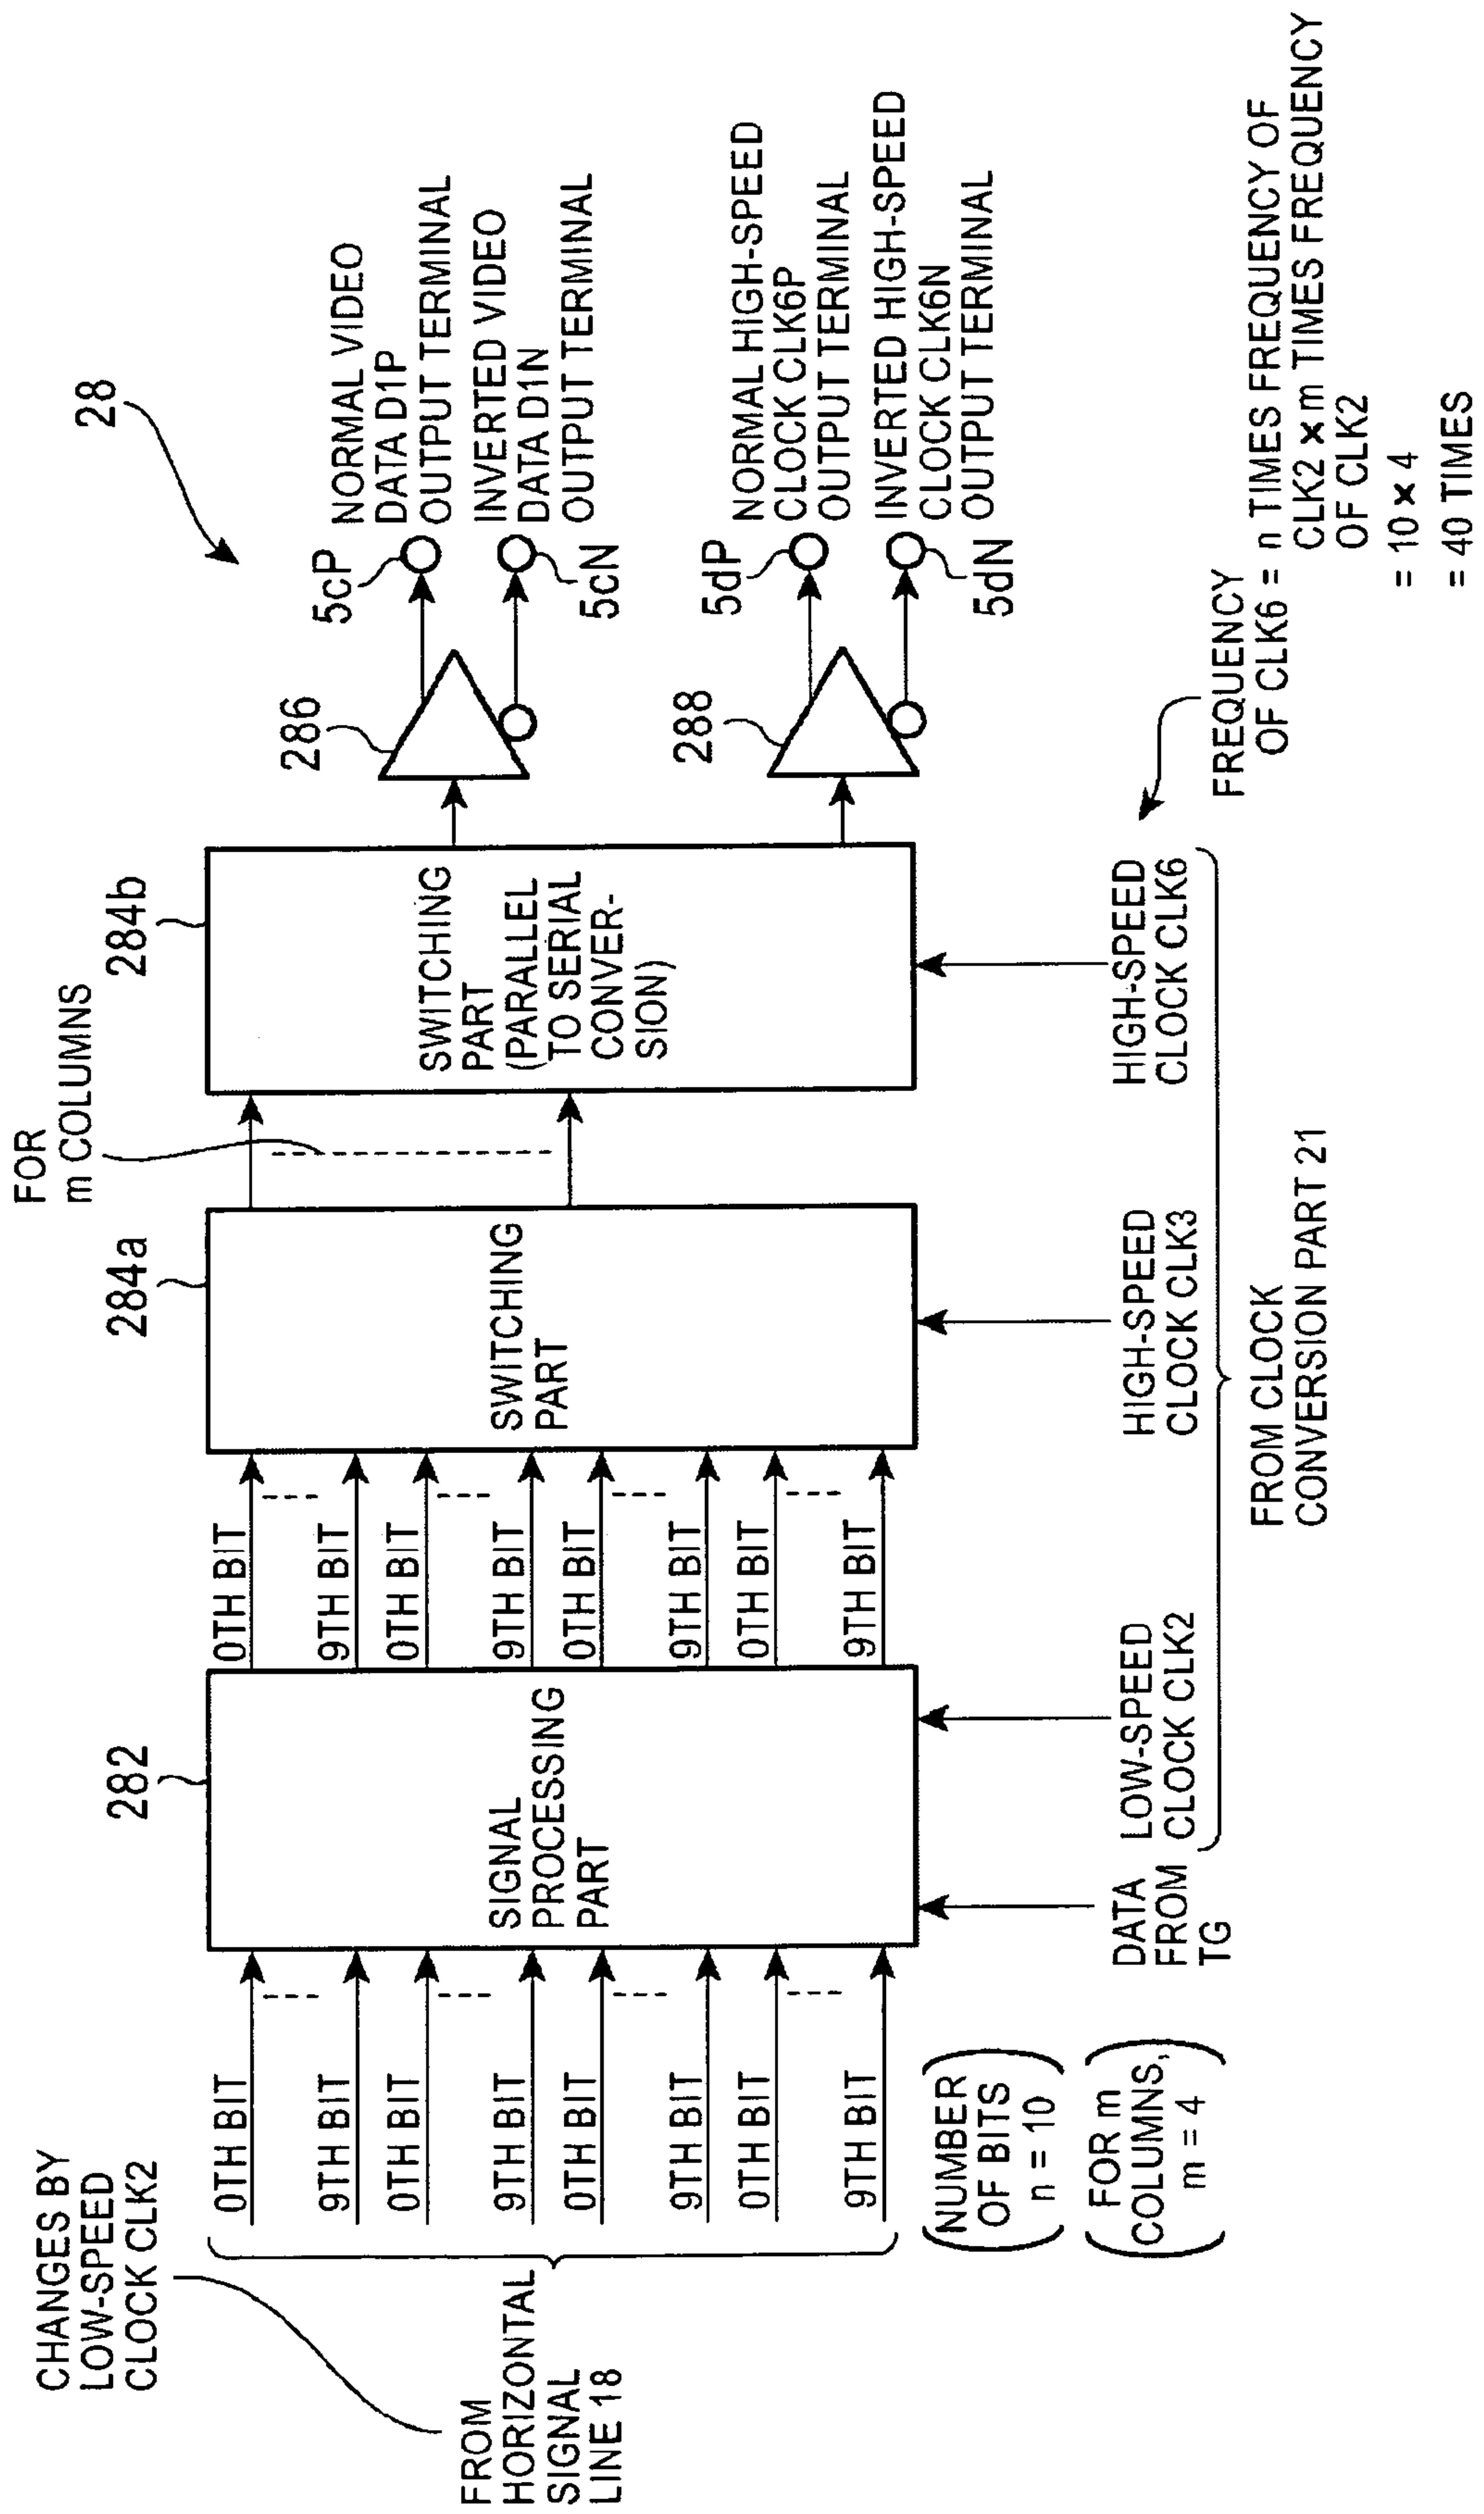 28
CHANGES BY
LOW-SPEED
CLOCK CLK2
FROM
HORIZONTAL
SIGNAL
LINE 18
0TH BIT
9TH BIT
0TH BIT
9TH BIT
0TH BIT
9TH BIT
0TH BIT
9TH BIT
(NUMBER
OF BITS
n = 10)
(FOR m
COLUMNS,
m = 4)
282
SIGNAL
PROCESSING
PART
DATA
FROM
TG
LOW-SPEED
CLOCK CLK2
0TH BIT
9TH BIT
0TH BIT
9TH BIT
0TH BIT
9TH BIT
0TH BIT
9TH BIT
284a
SWITCHING
PART
HIGH-SPEED
CLOCK CLK3
FOR
m COLUMNS
284b
SWITCHING
PART
(PARALLEL
TO SERIAL
CONVER-
SION)
HIGH-SPEED
CLOCK CLK6
FROM CLOCK
CONVERSION PART 21
286
5cP
NORMAL VIDEO
DATA D1P
OUTPUT TERMINAL
5cN
INVERTED VIDEO
DATA D1N
OUTPUT TERMINAL
288
5dP
NORMAL HIGH-SPEED
CLOCK CLK6P
OUTPUT TERMINAL
5dN
INVERTED HIGH-SPEED
CLOCK CLK6N
OUTPUT TERMINAL
FREQUENCY
OF CLK6 = n TIMES FREQUENCY OF
CLK2 × m TIMES FREQUENCY
OF CLK2
= 10 × 4
= 40 TIMES